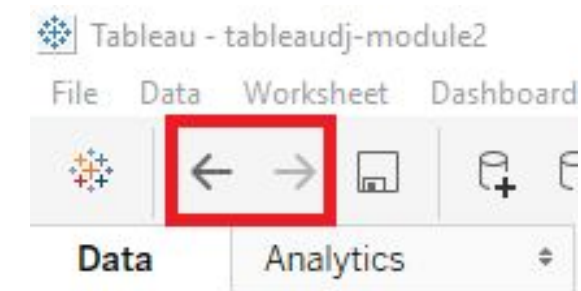 Tableau - tableaudj-module2
File Data Worksheet Dashboard
Data Analytics